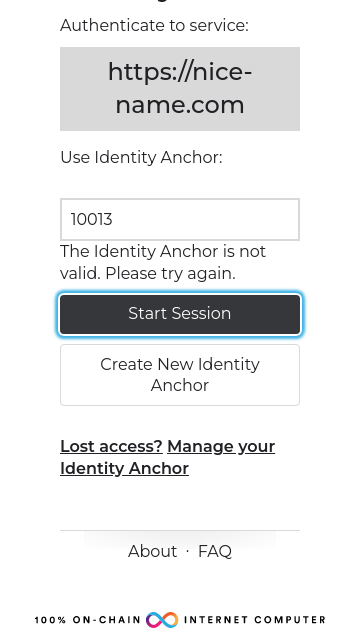 Authenticate to service:
https://nice-
name.com
Use Identity Anchor:
10013
The Identity Anchor is not
valid. Please try again.
Start Session
Create New Identity
Anchor
Lost access? Manage your
Identity Anchor
About · FAQ
100% ON-CHAIN INTERNET COMPUTER